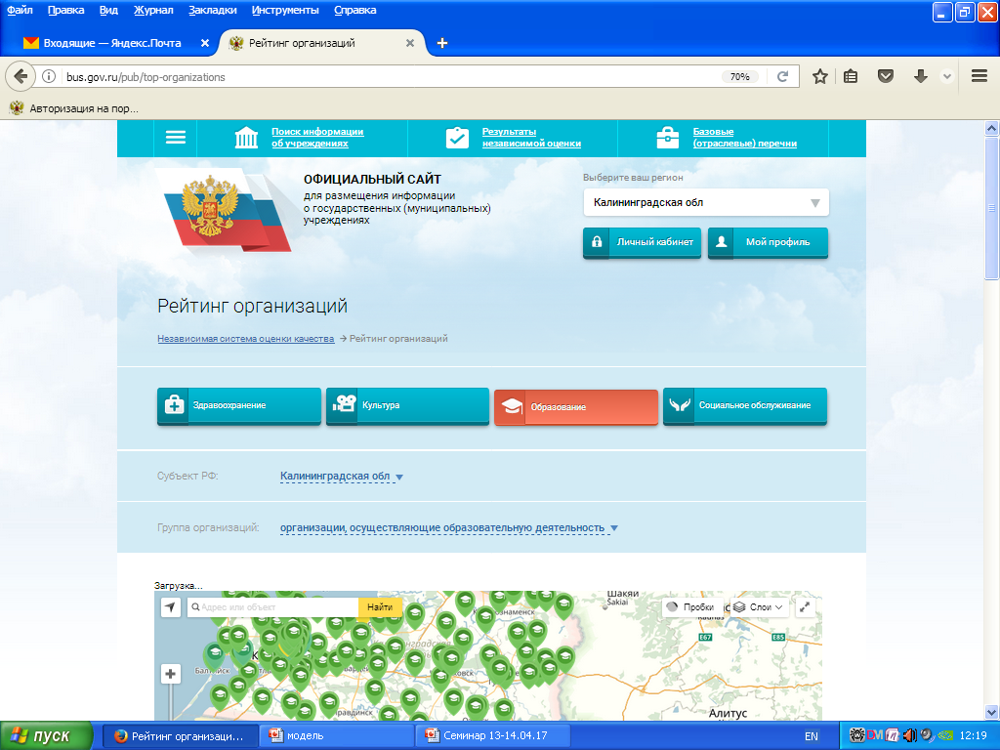 Файл Правка Вид Журнал Закладки Инструменты Справка
Входящие — Яндекс.Почта
Рейтинг организаций
bus.gov.ru/pub/top-organizations
70%
Авторизация на пор...
Поиск информации
об учреждениях
Результаты
независимой оценки
Базовые
(отраслевые) перечни
ОФИЦИАЛЬНЫЙ САЙТ
для размещения информации
о государственных (муниципальных)
учреждениях
Выберите ваш регион
Калининградская обл
Личный кабинет
Мой профиль
Рейтинг организаций
Независимая система оценки качества → Рейтинг организаций
Здравоохранение
Культура
Образование
Социальное обслуживание
Субъект РФ:
Калининградская обл
Группа организаций:
организации, осуществляющие образовательную деятельность
Загрузка...
Адрес или объект
Найти
Шакяй
Šakiai
Пробки
Слои
E67
E85
Алитус
пуск
Рейтинг организаци...
модель
Семинар 13-14.04.17
EN
12:19